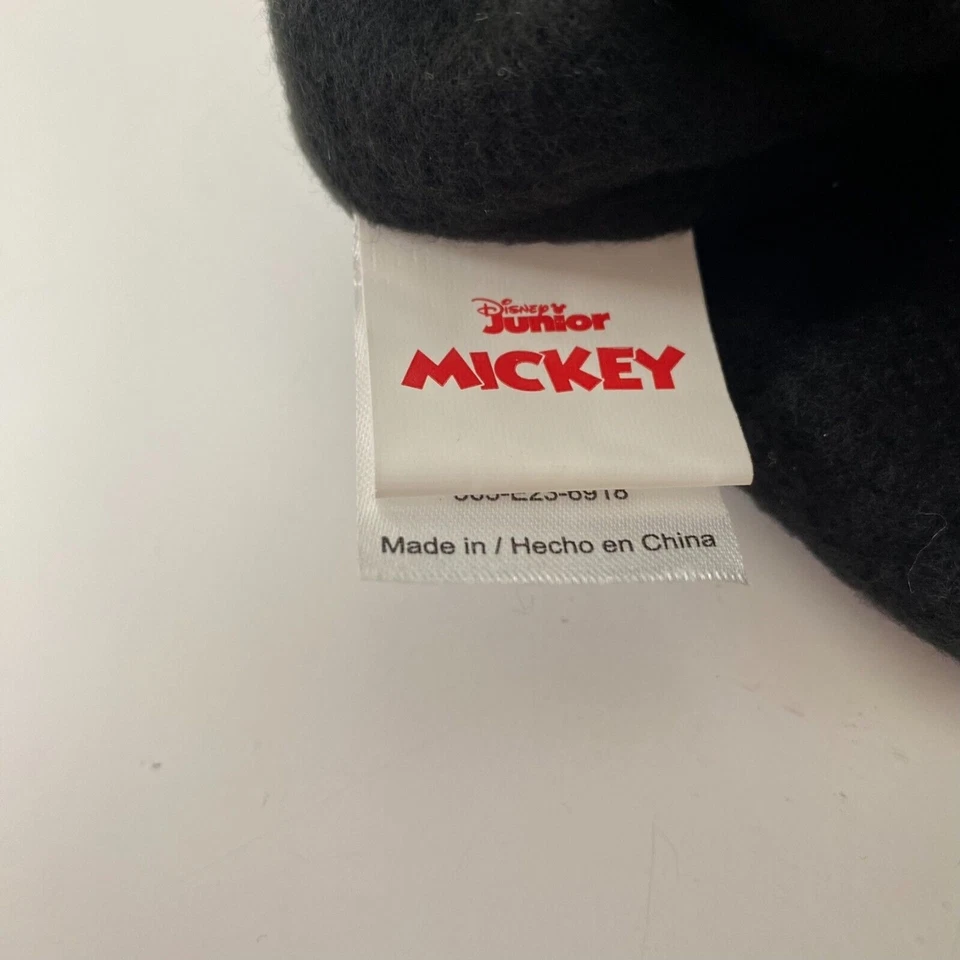 Disney
Junior
MICKEY
Made in / Hecho en China